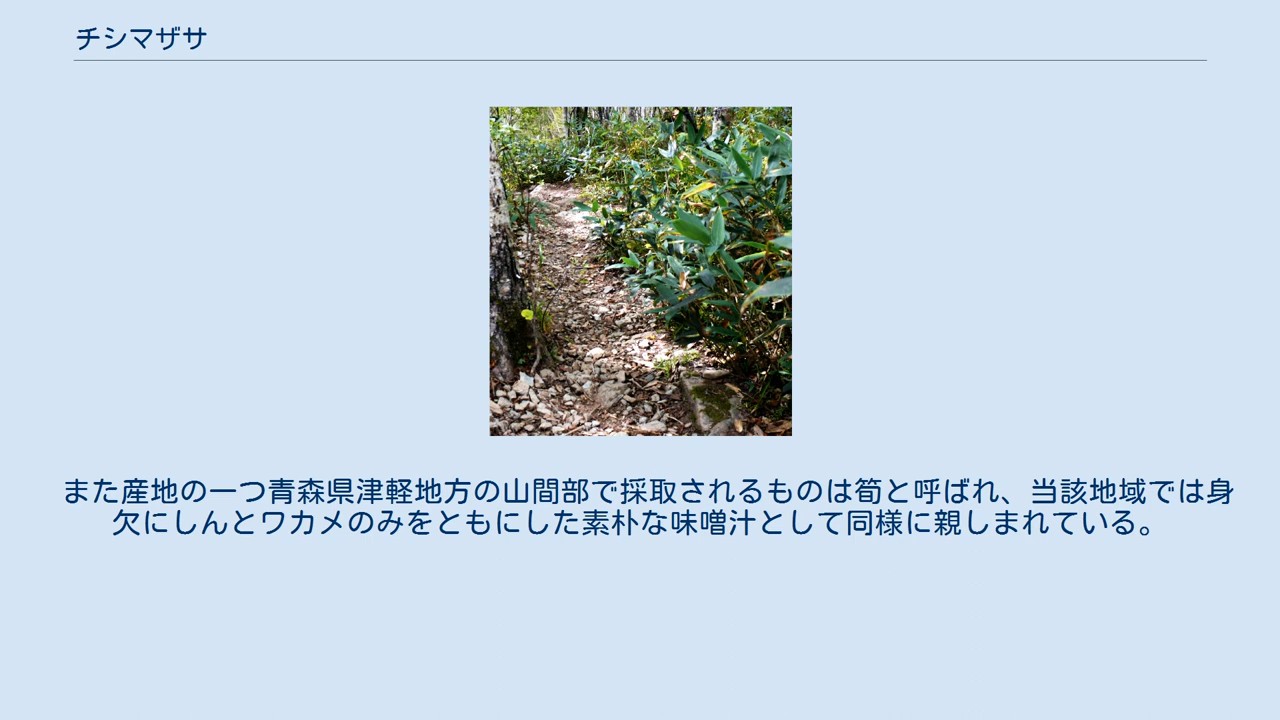 チシマザサ
また産地の一つ青森県津軽地方の山間部で採取されるものは筍と呼ばれ、当該地域では身
欠にしんとワカメのみをともにした素朴な味噌汁として同様に親しまれている。